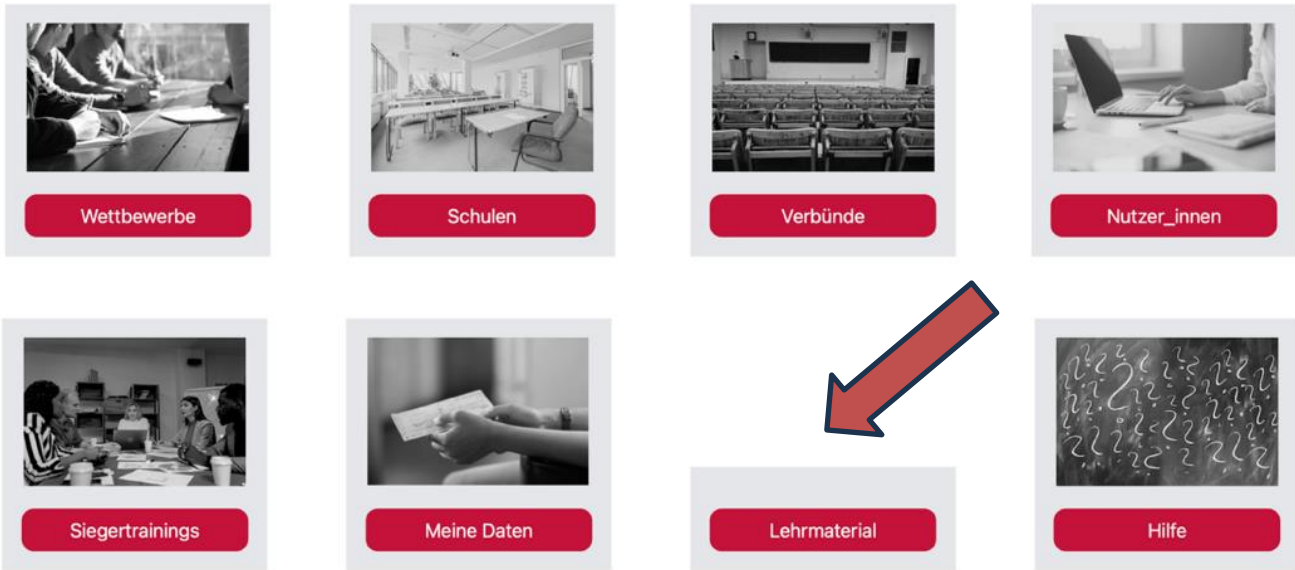 Wettbewerbe
Schulen
Verbünde
Nutzer_innen
Siegertrainings
Meine Daten
Lehrmaterial
Hilfe